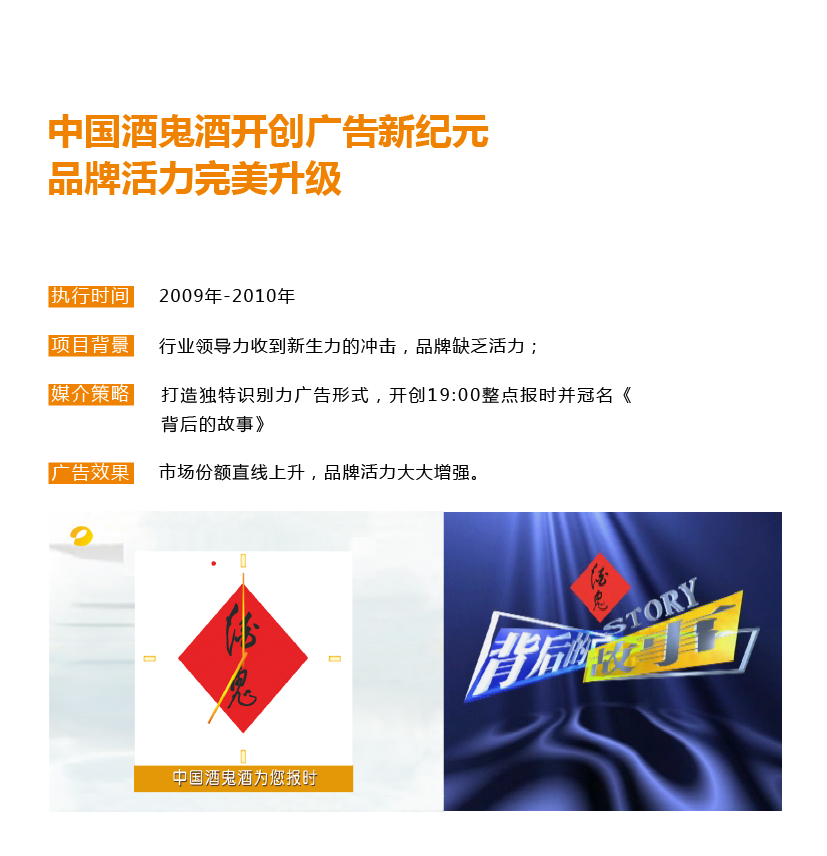 中国酒鬼酒开创广告新纪元
品牌活力完美升级
执行时间 2009年-2010年
项目背景 行业领导力收到新生力的冲击，品牌缺乏活力；
媒介策略 打造独特识别力广告形式，开创19:00整点报时并冠名《
背后的故事》
广告效果 市场份额直线上升，品牌活力大大增强。
酒鬼
中国酒鬼酒为您报时
酒鬼
STORY
背后的故事